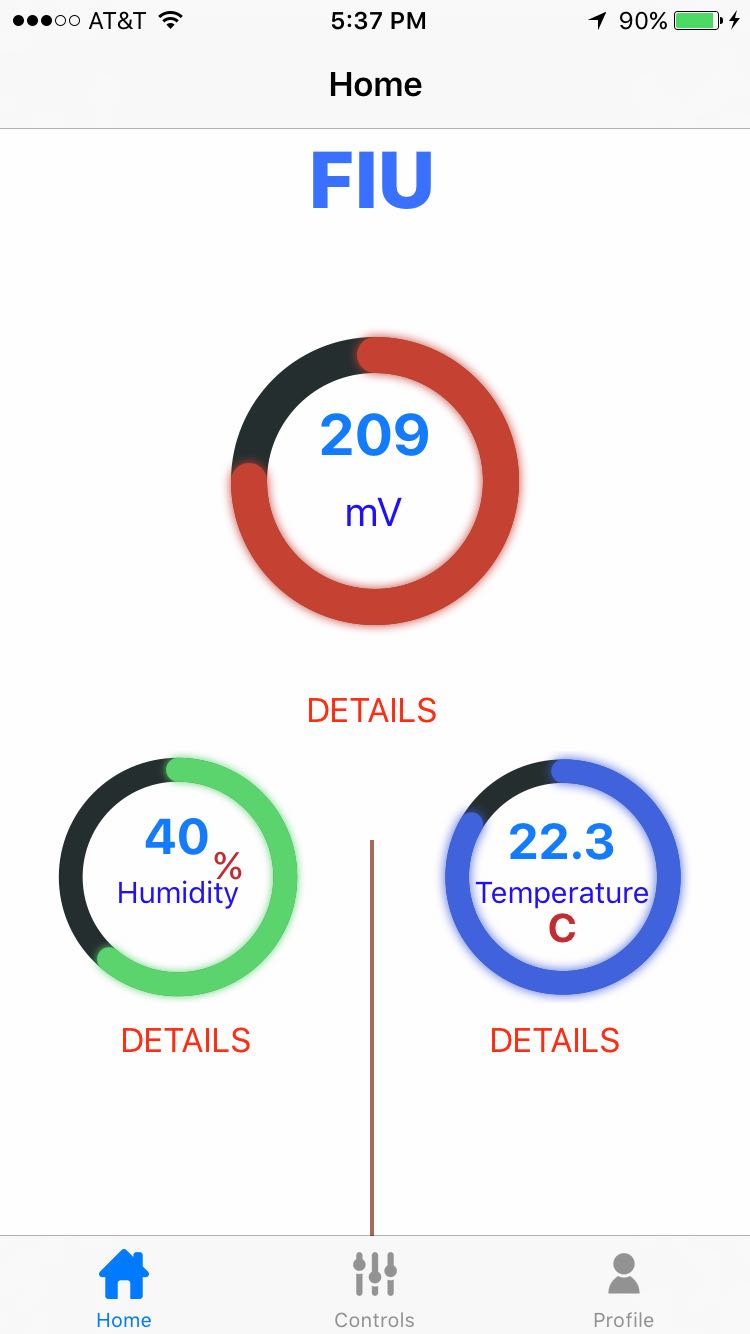 AT&T 5:37 PM 90%
Home
FIU
209
mV
DETAILS
40 %
Humidity
DETAILS
22.3
Temperature
C
DETAILS
Home Controls Profile